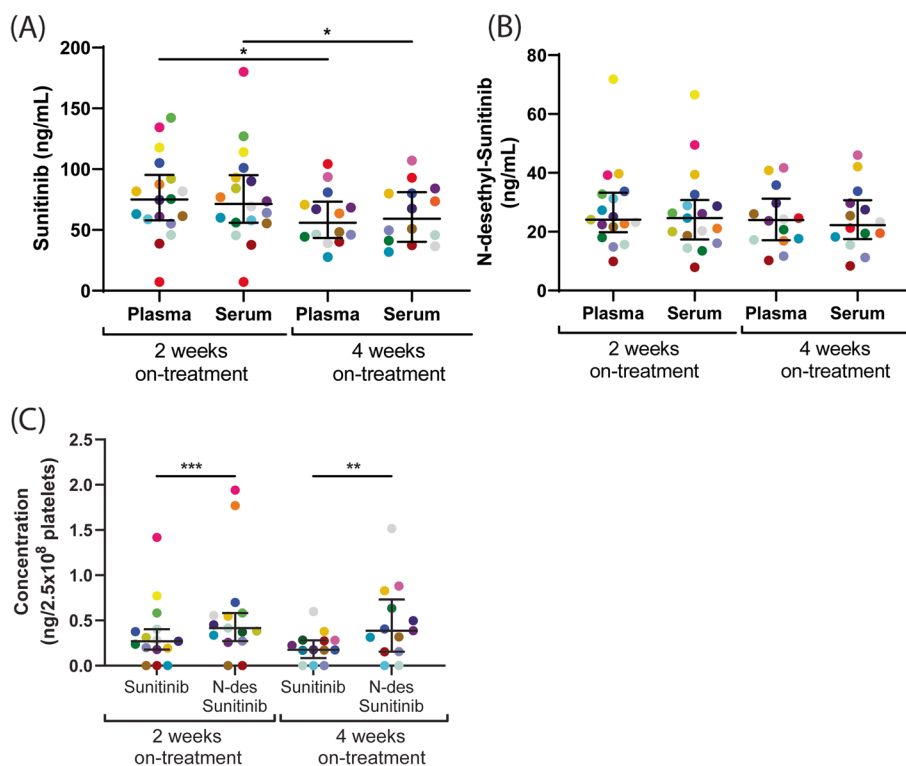 (A)
*
*
200
150
100
50
0
Sunitinib (ng/mL)
Plasma Serum Plasma Serum
2 weeks
on-treatment
4 weeks
on-treatment
(B)
80
60
40
20
0
N-desethyl-Sunitinib
(ng/mL)
Plasma Serum Plasma Serum
2 weeks
on-treatment
4 weeks
on-treatment
(C)
***
**
2.5
2.0
1.5
1.0
0.5
0.0
Concentration
(ng/2.5x10⁸ platelets)
Sunitinib N-des
Sunitinib
Sunitinib N-des
Sunitinib
2 weeks
on-treatment
4 weeks
on-treatment